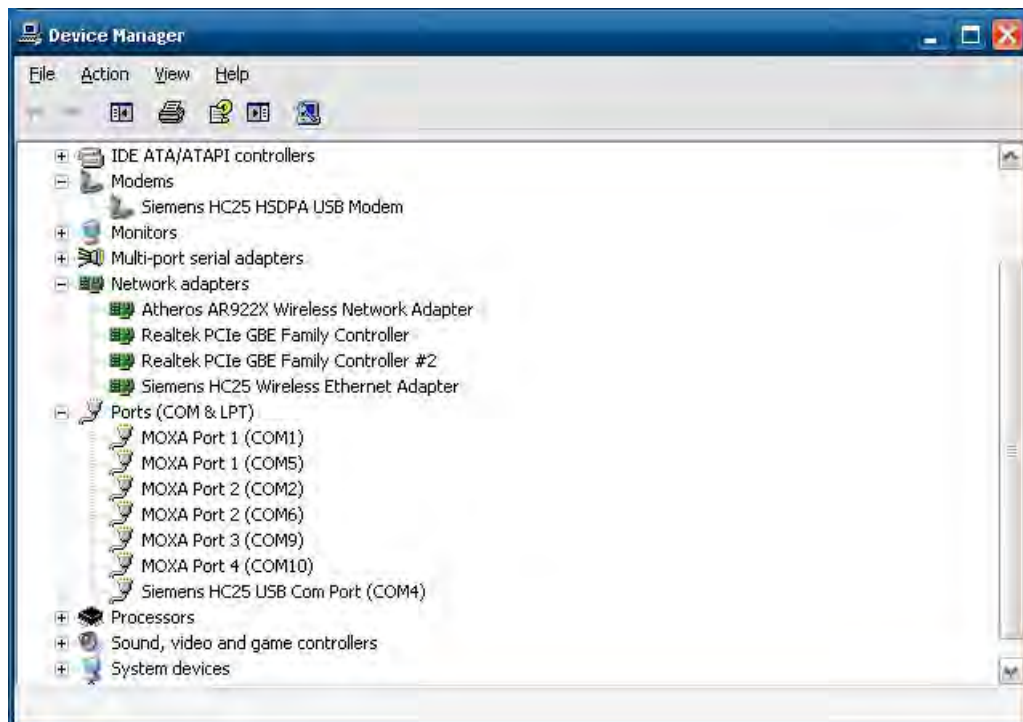 Device Manager
File Action View Help
IDE ATA/ATAPI controllers
Modems
Siemens HC25 HSDPA USB Modem
Monitors
Multi-port serial adapters
Network adapters
Atheros AR922X Wireless Network Adapter
Realtek PCIe GBE Family Controller
Realtek PCIe GBE Family Controller #2
Siemens HC25 Wireless Ethernet Adapter
Ports (COM & LPT)
MOXA Port 1 (COM1)
MOXA Port 1 (COM5)
MOXA Port 2 (COM2)
MOXA Port 2 (COM6)
MOXA Port 3 (COM9)
MOXA Port 4 (COM10)
Siemens HC25 USB Com Port (COM4)
Processors
Sound, video and game controllers
System devices